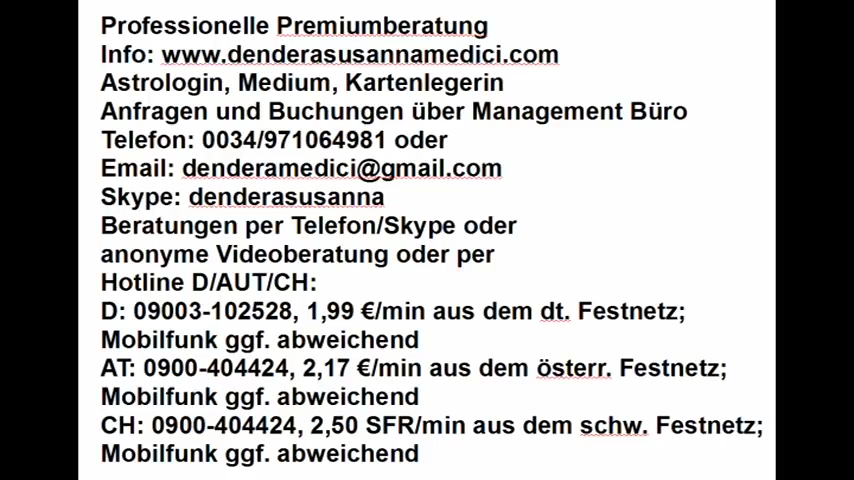 Professionelle Premiumberatung
Info: www.denderasusannamedici.com
Astrologin, Medium, Kartenlegerin
Anfragen und Buchungen über Management Büro
Telefon: 0034/971064981 oder
Email: denderamedici@gmail.com
Skype: denderasusanna
Beratungen per Telefon/Skype oder
anonyme Videoberatung oder per
Hotline D/AUT/CH:
D: 09003-102528, 1,99 €/min aus dem dt. Festnetz;
Mobilfunk ggf. abweichend
AT: 0900-404424, 2,17 €/min aus dem österr. Festnetz;
Mobilfunk ggf. abweichend
CH: 0900-404424, 2,50 SFR/min aus dem schw. Festnetz;
Mobilfunk ggf. abweichend